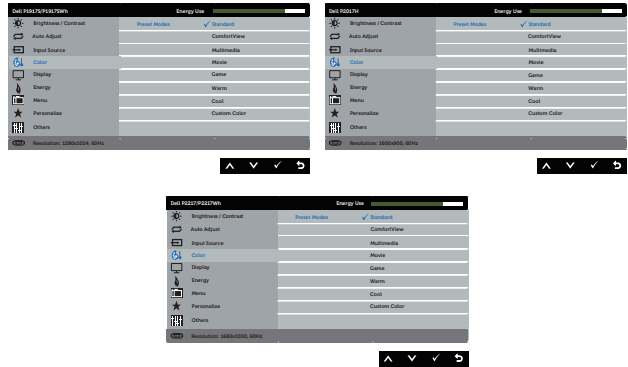 Dell P1917S/P1917SWh Energy Use
Brightness / Contrast Preset Modes ✓ Standard
Auto Adjust ComfortView
Input Source Multimedia
Color Movie
Display Game
Energy Warm
Menu Cool
Personalize Custom Color
Others
Resolution: 1280x1024, 60Hz
Dell P2017H
Brightness / Contrast Preset Modes ✓ Standard
Auto Adjust ComfortView
Input Source Multimedia
Color Movie
Display Game
Energy Warm
Menu Cool
Personalize Custom Color
Others
Resolution: 1600x900, 60Hz
Dell P2217/P2217Wh Energy Use
Brightness / Contrast Preset Modes ✓ Standard
Auto Adjust ComfortView
Input Source Multimedia
Color Movie
Display Game
Energy Warm
Menu Cool
Personalize Custom Color
Others
Resolution: 1680x1050, 60Hz